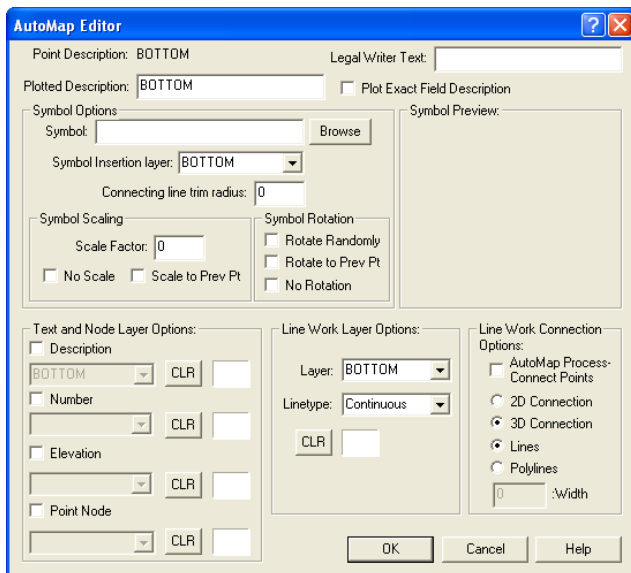 AutoMap Editor
Point Description: BOTTOM
Legal Writer Text:
Plotted Description: BOTTOM
Plot Exact Field Description
Symbol Options
Symbol: Browse
Symbol Insertion layer: BOTTOM
Connecting line trim radius: 0
Symbol Scaling
Scale Factor: 0
No Scale Scale to Prev Pt
Symbol Rotation
Rotate Randomly
Rotate to Prev Pt
No Rotation
Symbol Preview:
Text and Node Layer Options:
Description
BOTTOM CLR
Number
CLR
Elevation
CLR
Point Node
CLR
Line Work Layer Options:
Layer: BOTTOM
Linetype: Continuous
CLR
Line Work Connection
Options:
AutoMap Process-
Connect Points
2D Connection
3D Connection
Lines
Polylines
0 :Width
OK Cancel Help